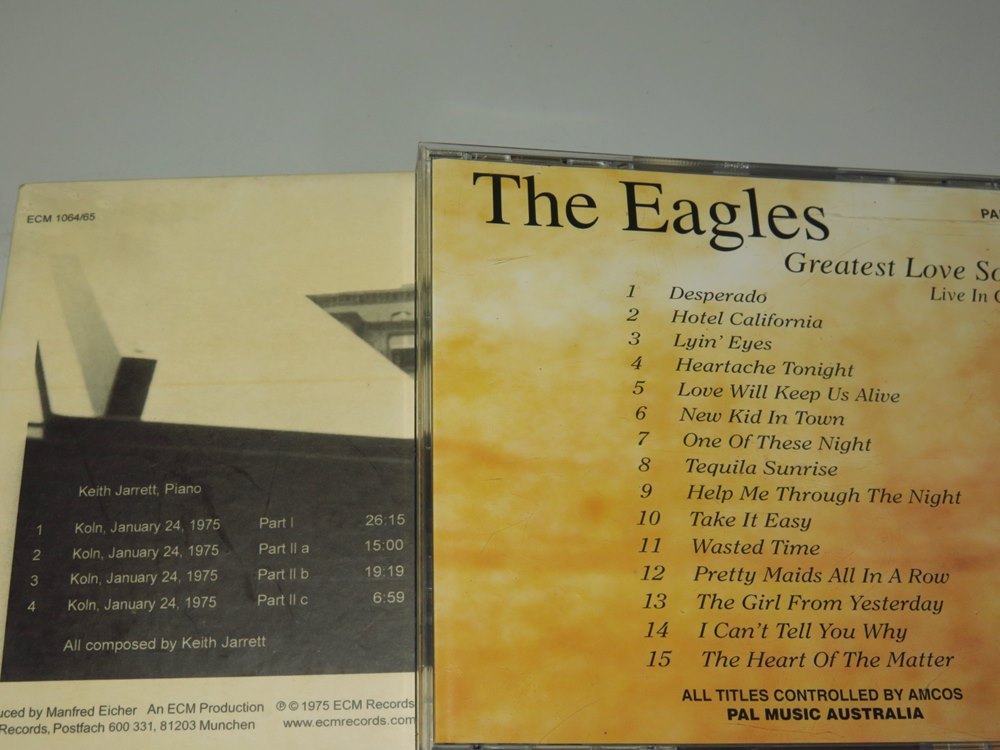 ECM 1064/65
Keith Jarrett, Piano
1 Koln, January 24, 1975 Part I 26:15
2 Koln, January 24, 1975 Part II a 15:00
3 Koln, January 24, 1975 Part II b 19:19
4 Koln, January 24, 1975 Part II c 6:59
All composed by Keith Jarrett
by Manfred Eicher An ECM Production ℗ © 1975 ECM Records
Records, Postfach 600 331, 81203 Munchen www.ecmrecords.com
The Eagles
Greatest Love
Live In
1 Desperado
2 Hotel California
3 Lyin' Eyes
4 Heartache Tonight
5 Love Will Keep Us Alive
6 New Kid In Town
7 One Of These Night
8 Tequila Sunrise
9 Help Me Through The Night
10 Take It Easy
11 Wasted Time
12 Pretty Maids All In A Row
13 The Girl From Yesterday
14 I Can't Tell You Why
15 The Heart Of The Matter
ALL TITLES CONTROLLED BY AMCOS
PAL MUSIC AUSTRALIA